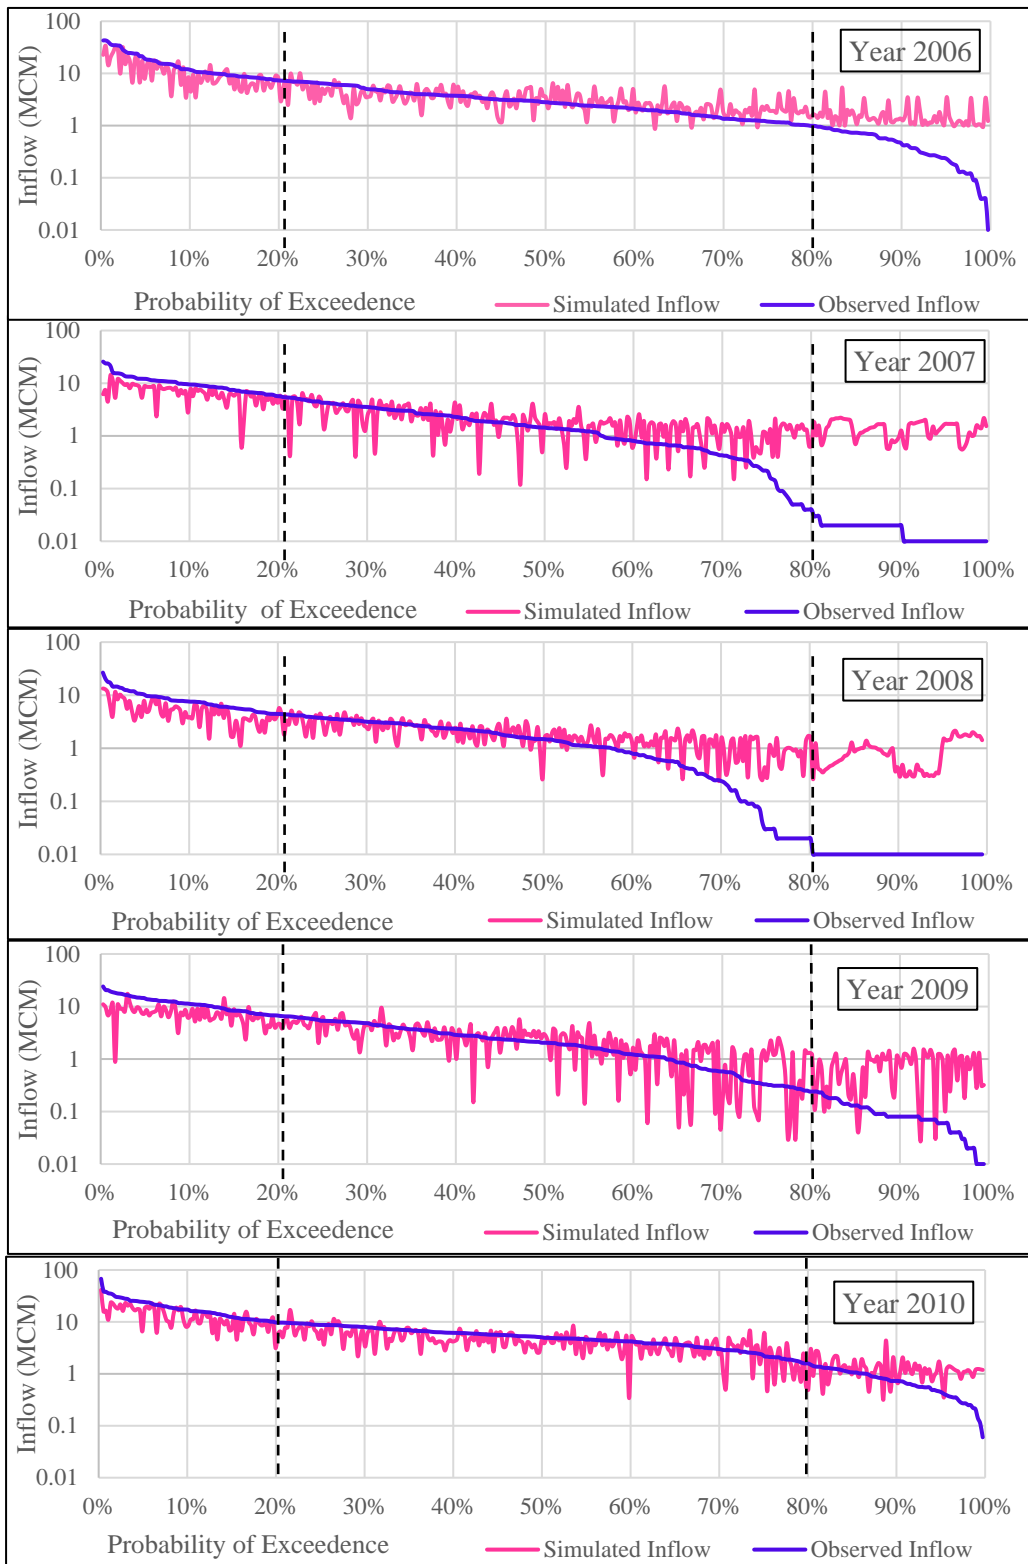 Inflow (MCM)
100
10
1
0.1
0.01
Year 2006
0% 10% 20% 30% 40% 50% 60% 70% 80% 90% 100%
Probability of Exceedence Simulated Inflow Observed Inflow
Inflow (MCM)
100
10
1
0.1
0.01
Year 2007
0% 10% 20% 30% 40% 50% 60% 70% 80% 90% 100%
Probability of Exceedence Simulated Inflow Observed Inflow
Inflow (MCM)
100
10
1
0.1
0.01
Year 2008
0% 10% 20% 30% 40% 50% 60% 70% 80% 90% 100%
Probability of Exceedence Simulated Inflow Observed Inflow
Inflow (MCM)
100
10
1
0.1
0.01
Year 2009
0% 10% 20% 30% 40% 50% 60% 70% 80% 90% 100%
Probability of Exceedence Simulated Inflow Observed Inflow
Inflow (MCM)
100
10
1
0.1
0.01
Year 2010
0% 10% 20% 30% 40% 50% 60% 70% 80% 90% 100%
Probability of Exceedence Simulated Inflow Observed Inflow